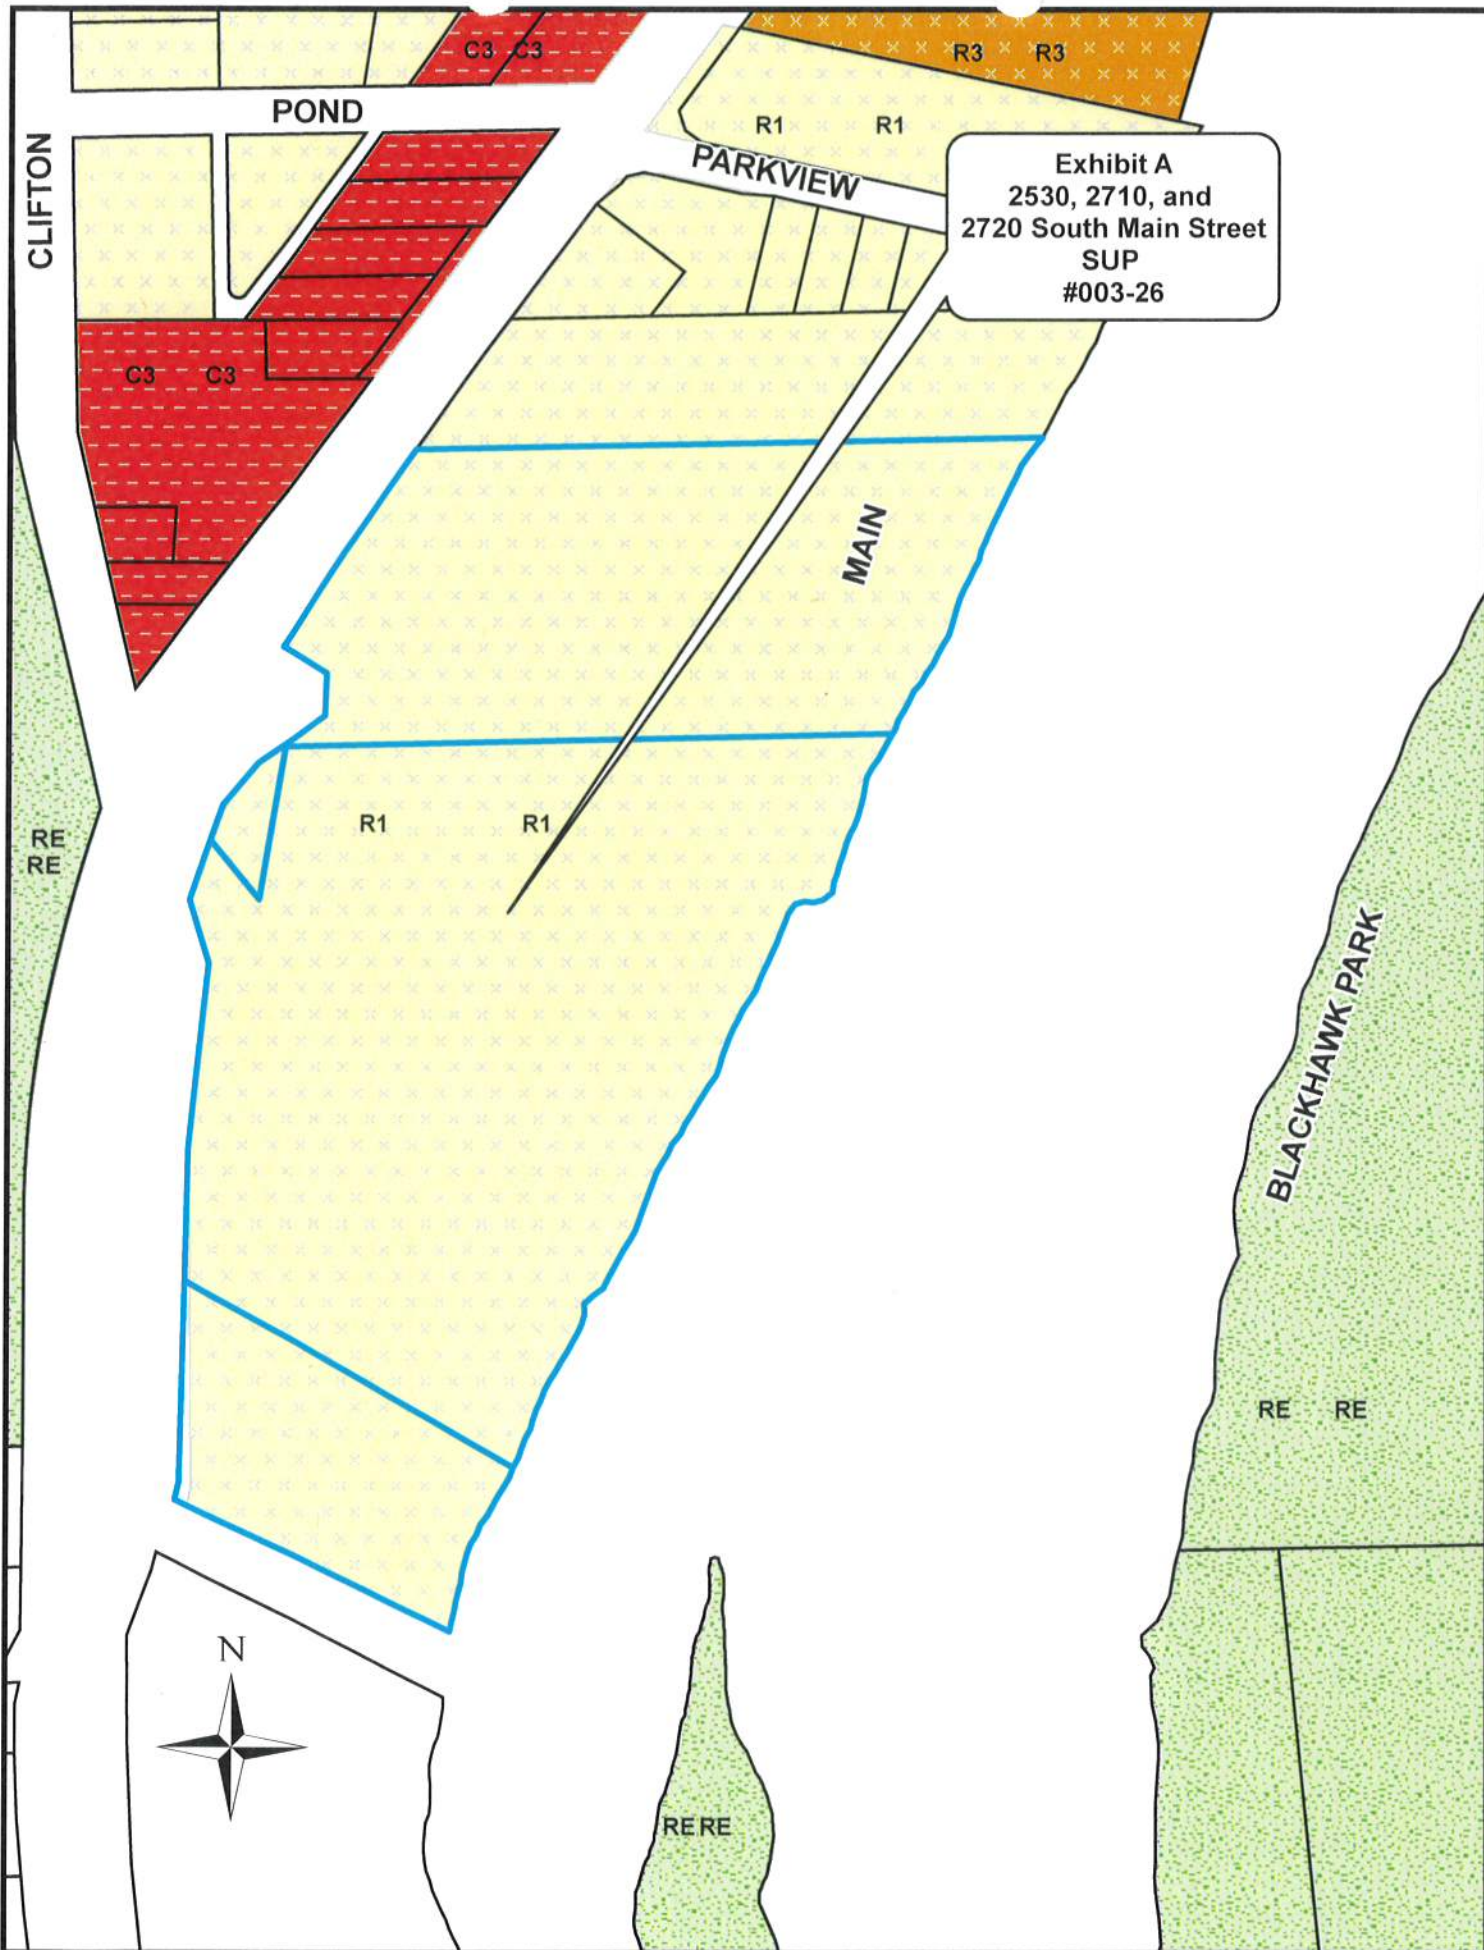 C3 C3
R3 R3
POND
R1 R1
CLIFTON
PARKVIEW
Exhibit A
2530, 2710, and
2720 South Main Street
SUP
#003-26
C3 C3
MAIN
R1 R1
RE
RE
BLACKHAWK PARK
RE RE
N
RE RE